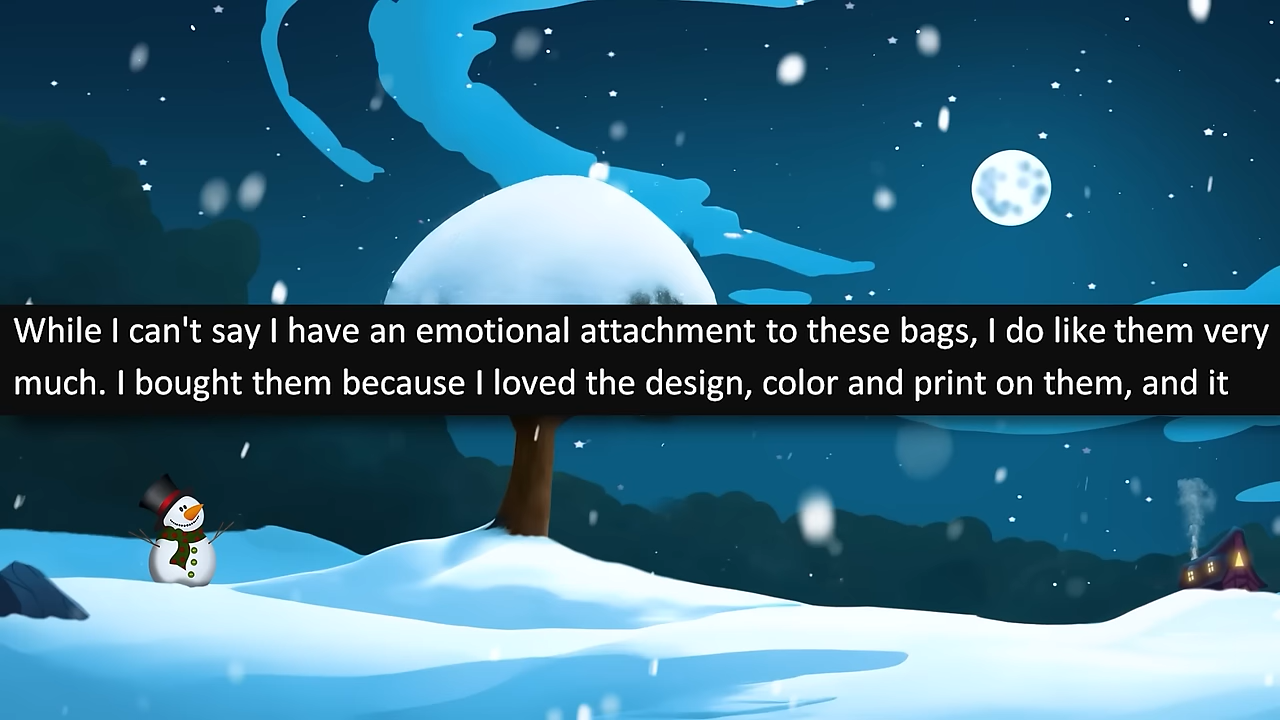 While I can't say I have an emotional attachment to these bags, I do like them very
much. I bought them because I loved the design, color and print on them, and it